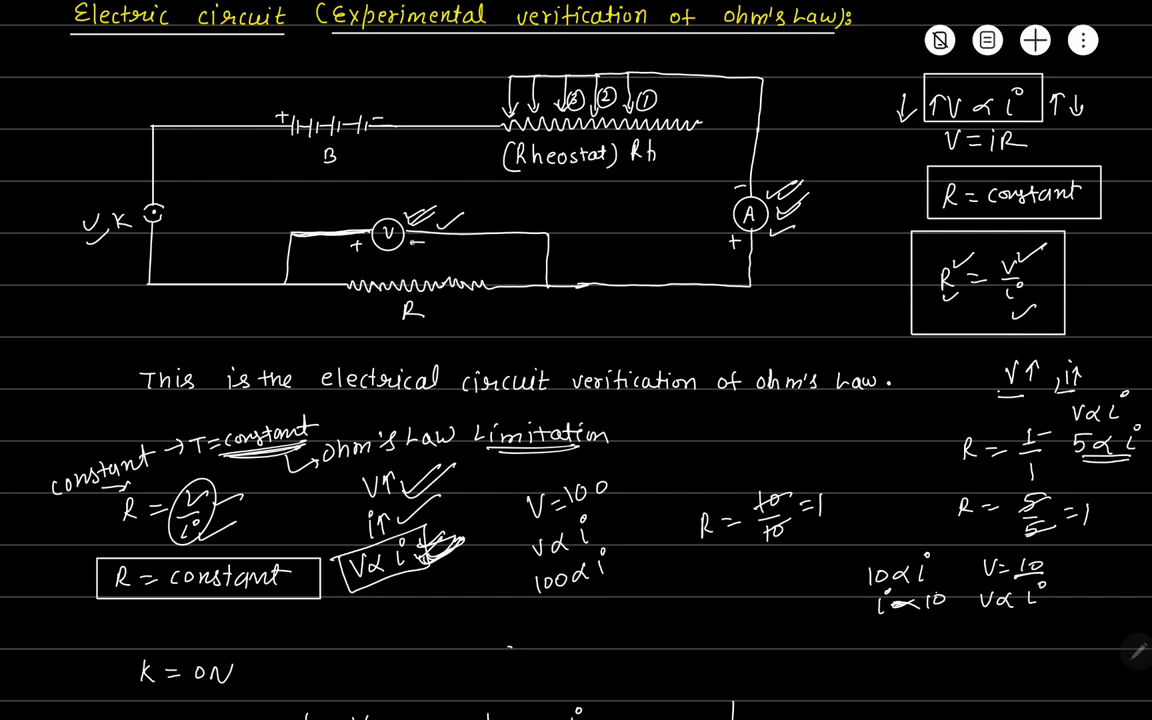 Electric circuit (Experimental verification of ohm's Law):
③ ② ①
+ −
B
(Rheostat) Rh
↓ ↑V ∝ i ↑↓
V = iR
R = constant
K
V
+ −
−
A
+
R
R = V/i
This is the electrical circuit verification of ohm's Law.
V↑, i↑
V∝i
constant → T = constant
Ohm's Law Limitation
R = 1/1
5 ∝ i
R = V/i
V↑
i↑
V∝i
V = 100
V∝i
100∝i
R = 10/10 = 1
R = 5/5 = 1
R = constant
10∝i
i∝10
V = 10
V∝i
K = ON